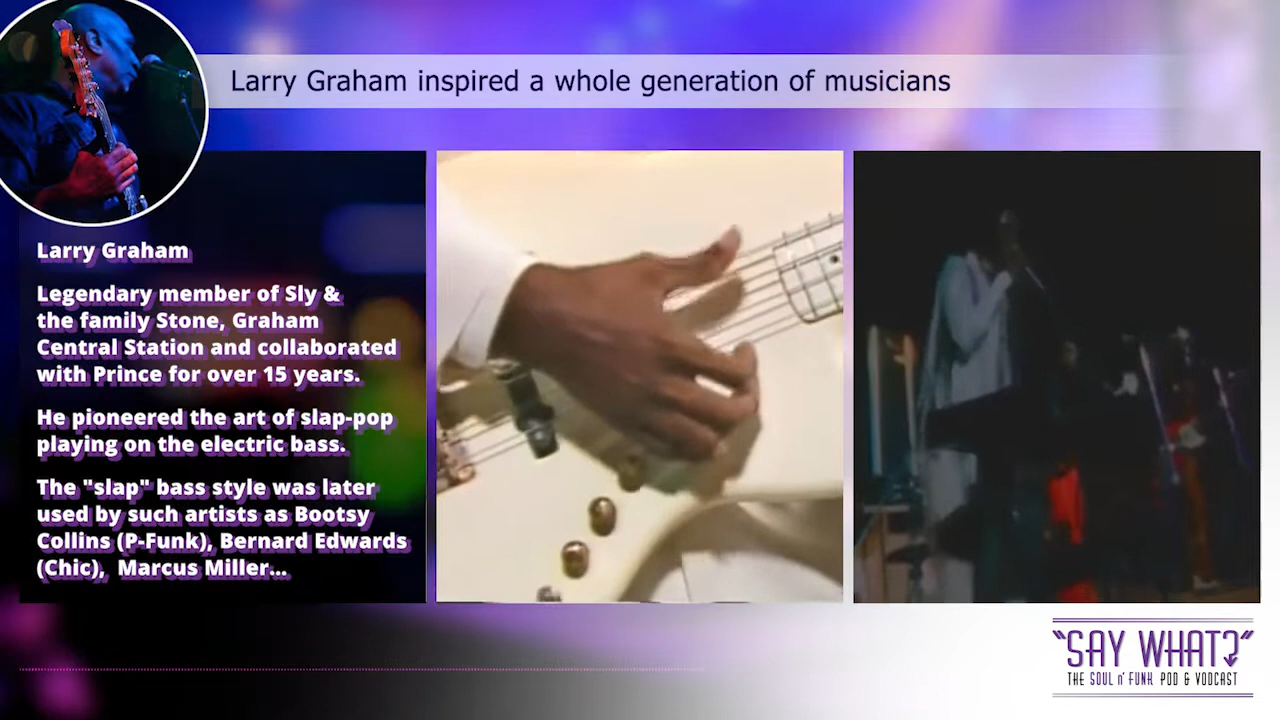 Larry Graham inspired a whole generation of musicians
Larry Graham
Legendary member of Sly &
the family Stone, Graham
Central Station and collaborated
with Prince for over 15 years.
He pioneered the art of slap-pop
playing on the electric bass.
The "slap" bass style was later
used by such artists as Bootsy
Collins (P-Funk), Bernard Edwards
(Chic), Marcus Miller...
"SAY WHAT?"
THE SOUL n' FUNK POD & VODCAST